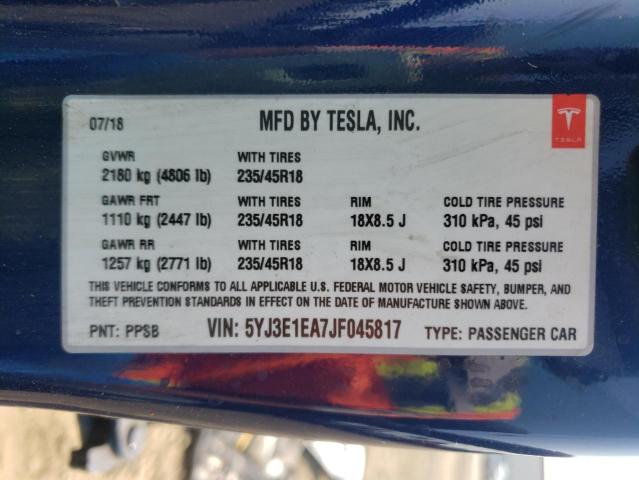 07/18 MFD BY TESLA, INC.
TESLA
GVWR WITH TIRES
2180 kg (4806 lb) 235/45R18
GAWR FRT WITH TIRES RIM COLD TIRE PRESSURE
1110 kg (2447 lb) 235/45R18 18X8.5 J 310 kPa, 45 psi
GAWR RR WITH TIRES RIM COLD TIRE PRESSURE
1257 kg (2771 lb) 235/45R18 18X8.5 J 310 kPa, 45 psi
THIS VEHICLE CONFORMS TO ALL APPLICABLE U.S. FEDERAL MOTOR VEHICLE SAFETY, BUMPER, AND
THEFT PREVENTION STANDARDS IN EFFECT ON THE DATE OF MANUFACTURE SHOWN ABOVE.
PNT: PPSB VIN: 5YJ3E1EA7JF045817 TYPE: PASSENGER CAR